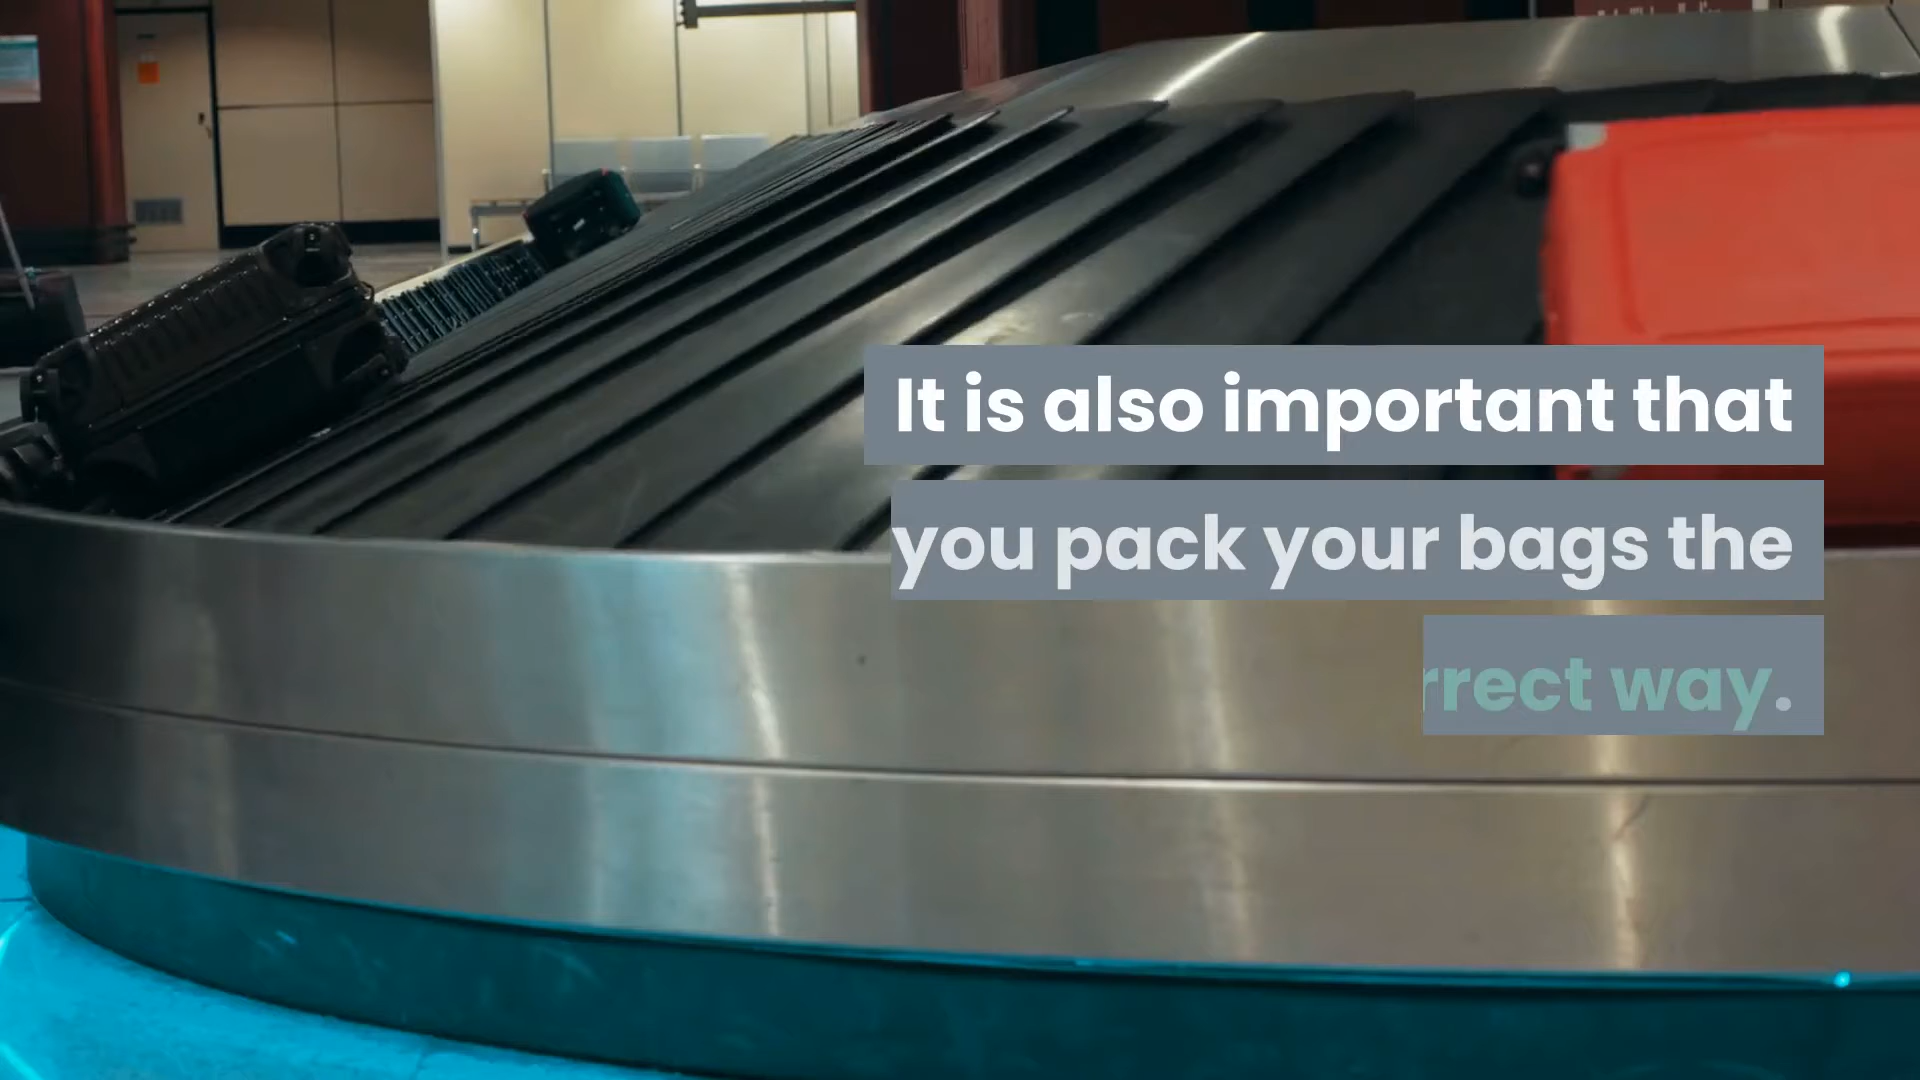 It is also important that
you pack your bags the
rrect way.